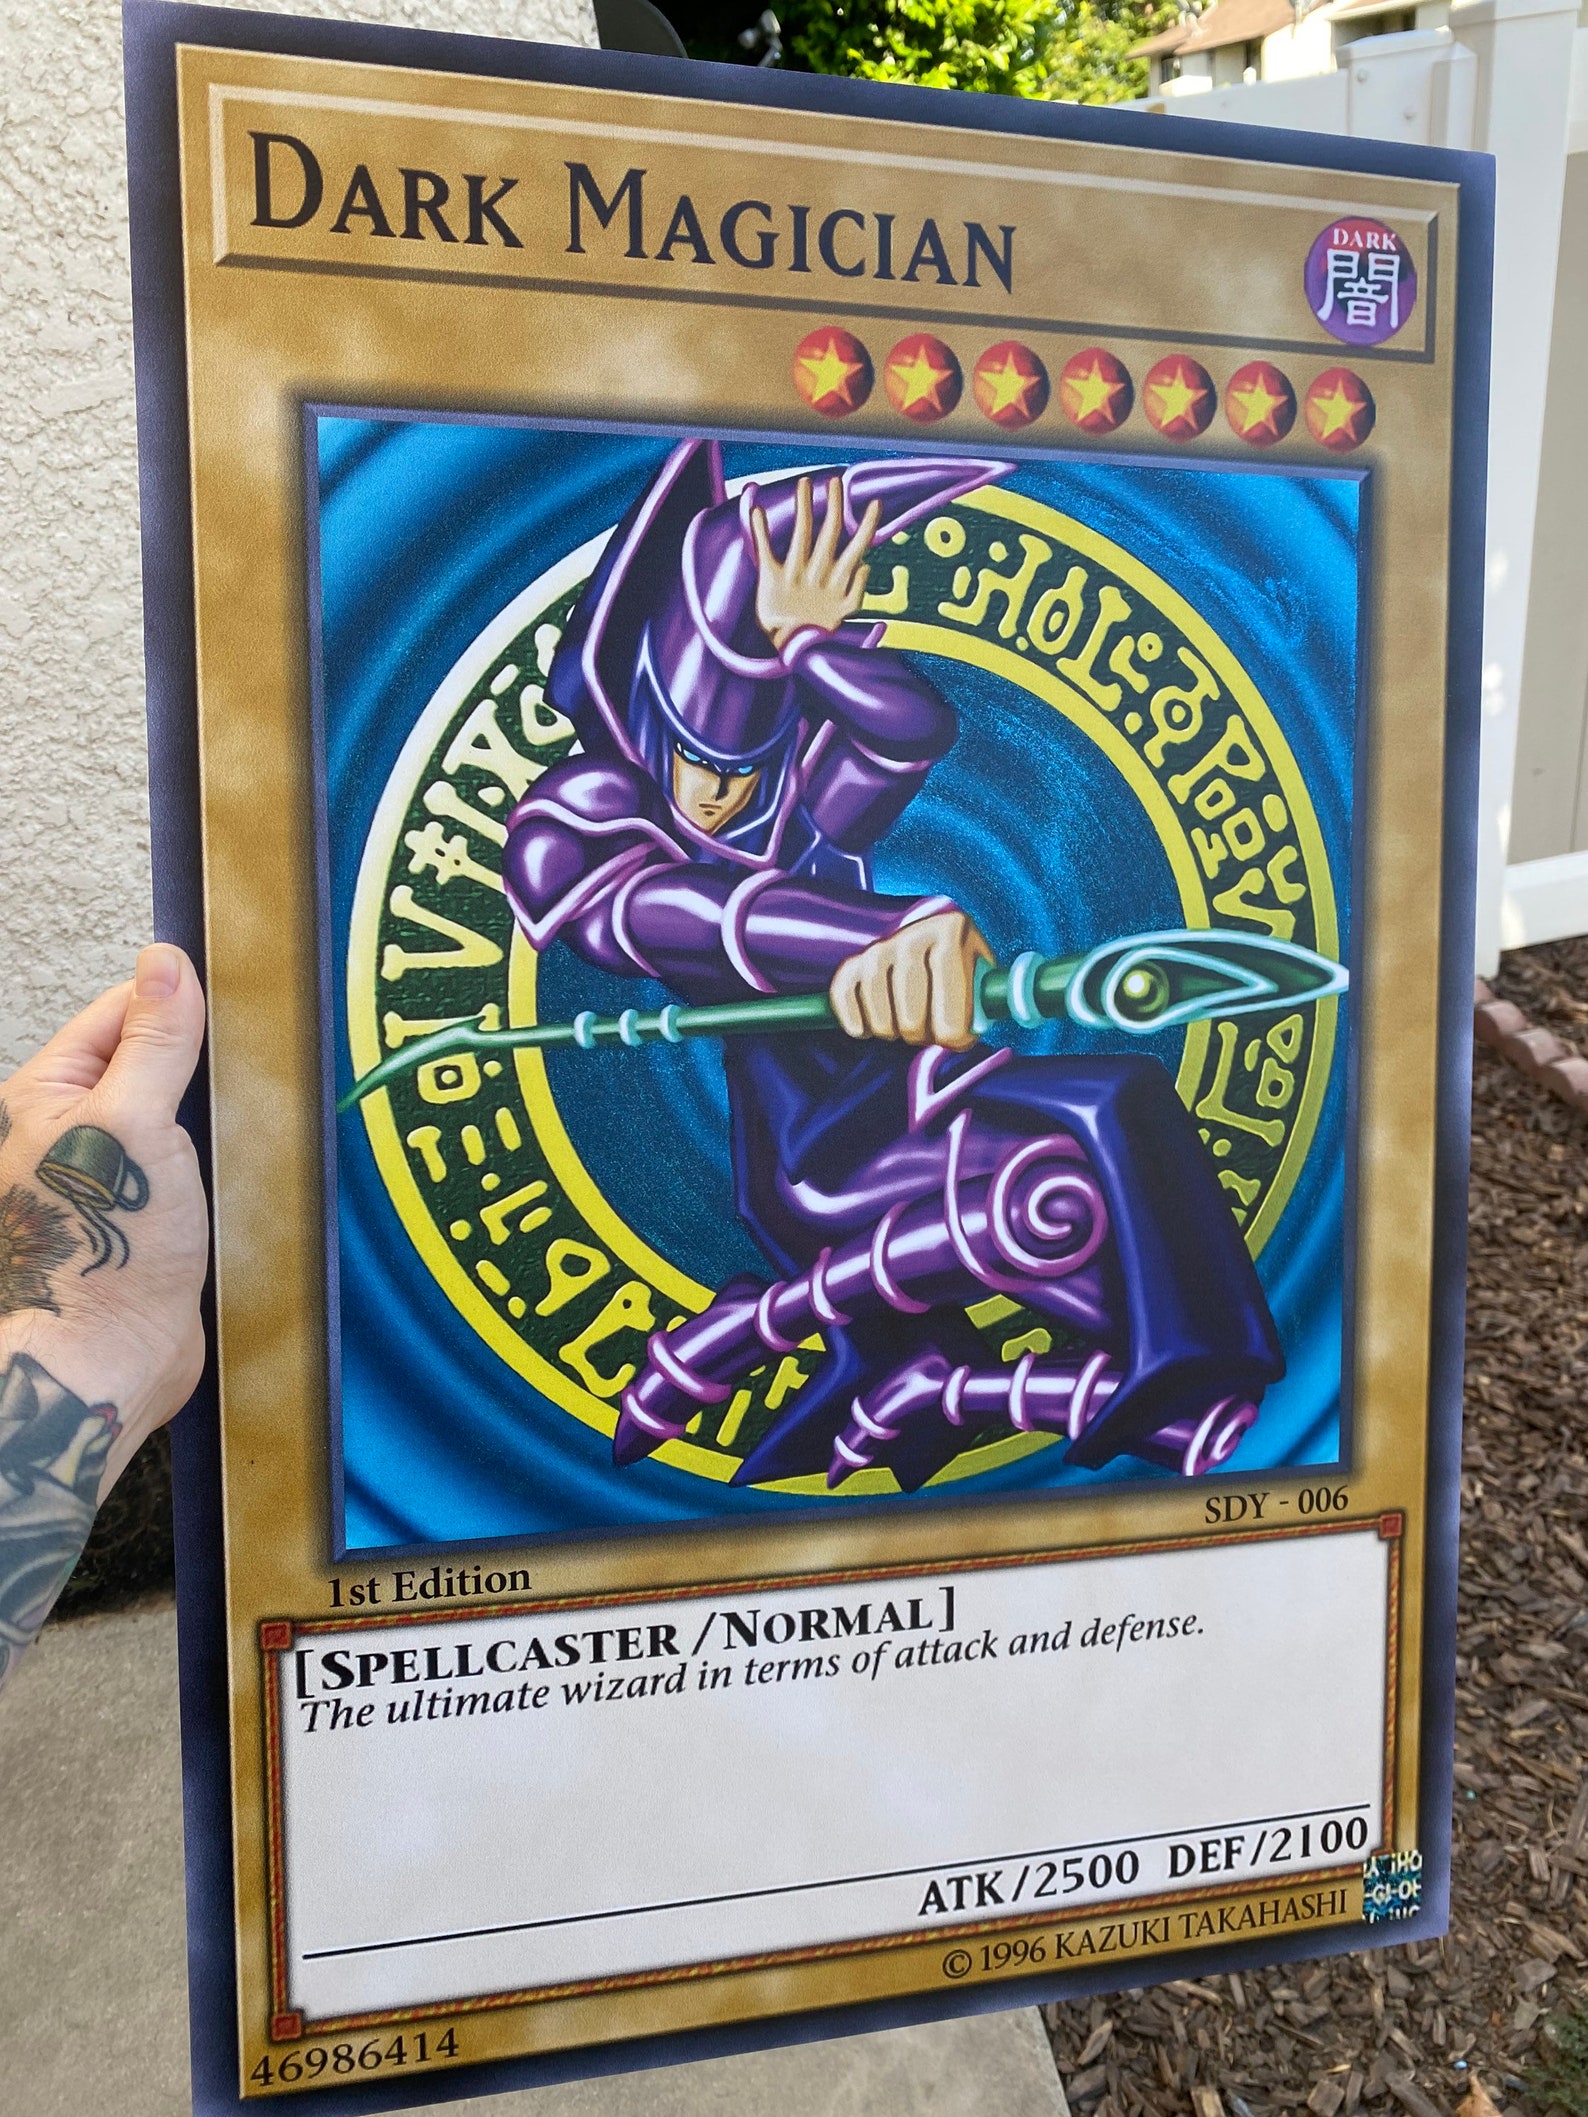 DARK MAGICIAN
DARK
闇
SDY - 006
1st Edition
[SPELLCASTER /NORMAL]
The ultimate wizard in terms of attack and defense.
ATK/2500 DEF/2100
© 1996 KAZUKI TAKAHASHI
46986414